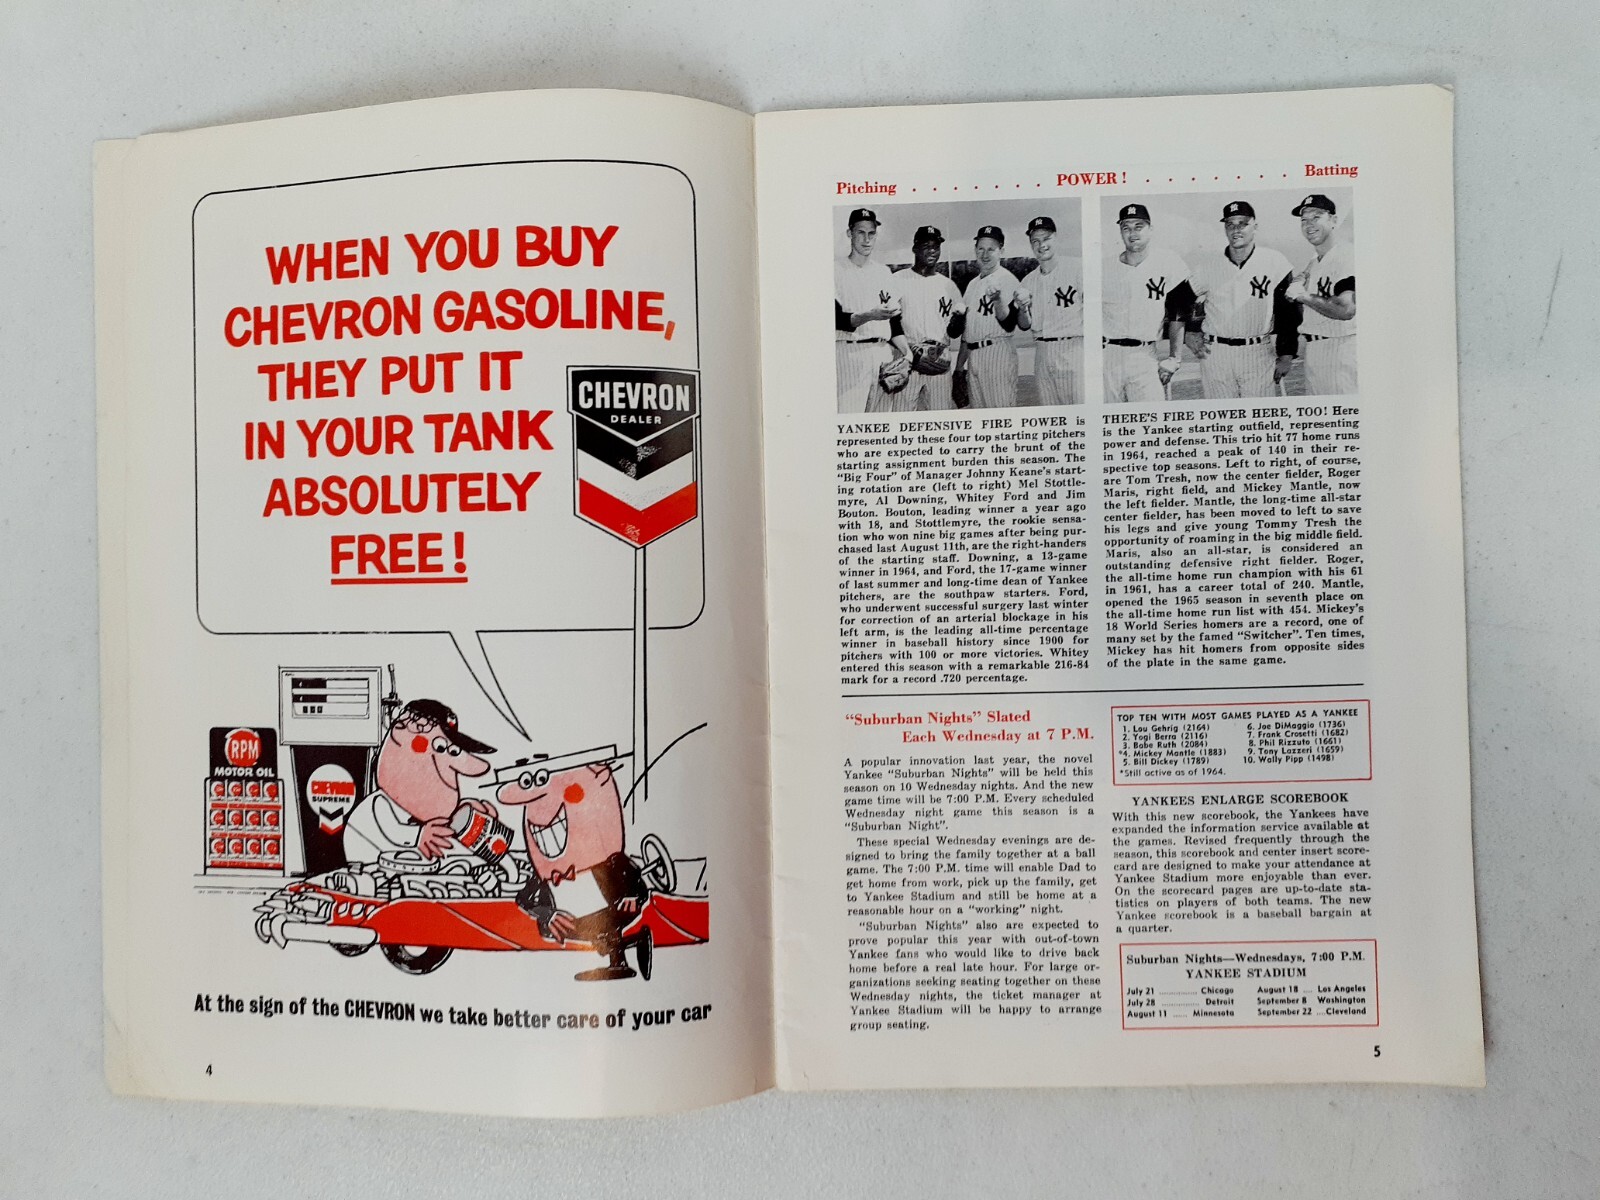 WHEN YOU BUY
CHEVRON GASOLINE,
THEY PUT IT
IN YOUR TANK
ABSOLUTELY
FREE!
CHEVRON
DEALER
RPM
MOTOR OIL
CHEVRON
SUPREME
At the sign of the CHEVRON we take better care of your car
4
Pitching . . . . . . . POWER! . . . . . . . Batting
YANKEE DEFENSIVE FIRE POWER is
represented by these four top starting pitchers
who are expected to carry the brunt of the
starting assignment burden this season. The
"Big Four" of Manager Johnny Keane's start-
ing rotation are (left to right) Mel Stottle-
myre, Al Downing, Whitey Ford and Jim
Bouton. Bouton, leading winner a year ago
with 18, and Stottlemyre, the rookie sensa-
tion who won nine big games after being pur-
chased last August 11th, are the right-handers
of the starting staff. Downing, a 13-game
winner in 1964, and Ford, the 17-game winner
of last summer and long-time dean of Yankee
pitchers, are the southpaw starters. Ford,
who underwent successful surgery last winter
for correction of an arterial blockage in his
left arm, is the leading all-time percentage
winner in baseball history since 1900 for
pitchers with 100 or more victories. Whitey
entered this season with a remarkable 216-84
mark for a record .720 percentage.
THERE'S FIRE POWER HERE, TOO! Here
is the Yankee starting outfield, representing
power and defense. This trio hit 77 home runs
in 1964, reached a peak of 140 in their re-
spective top seasons. Left to right, of course,
are Tom Tresh, now the center fielder, Roger
Maris, right field, and Mickey Mantle, now
the left fielder. Mantle, the long-time all-star
center fielder, has been moved to left to save
his legs and give young Tommy Tresh the
opportunity of roaming in the big middle field.
Maris, also an all-star, is considered an
outstanding defensive right fielder. Roger,
the all-time home run champion with his 61
in 1961, has a career total of 240. Mantle,
opened the 1965 season in seventh place on
the all-time home run list with 454. Mickey's
18 World Series homers are a record, one of
many set by the famed "Switcher". Ten times,
Mickey has hit homers from opposite sides
of the plate in the same game.
"Suburban Nights" Slated
Each Wednesday at 7 P.M.
A popular innovation last year, the novel
Yankee "Suburban Nights" will be held this
season on 10 Wednesday nights. And the new
game time will be 7:00 P.M. Every scheduled
Wednesday night game this season is a
"Suburban Night".
These special Wednesday evenings are de-
signed to bring the family together at a ball
game. The 7:00 P.M. time will enable Dad to
get home from work, pick up the family, get
to Yankee Stadium and still be home at a
reasonable hour on a "working" night.
"Suburban Nights" also are expected to
prove popular this year with out-of-town
Yankee fans who would like to drive back
home before a real late hour. For large or-
ganizations seeking seating together on these
Wednesday nights, the ticket manager at
Yankee Stadium will be happy to arrange
group seating.
TOP TEN WITH MOST GAMES PLAYED AS A YANKEE
1. Lou Gehrig (2164)
2. Yogi Berra (2116)
3. Babe Ruth (2084)
*4. Mickey Mantle (1883)
5. Bill Dickey (1789)
*Still active as of 1964.
6. Joe DiMaggio (1736)
7. Frank Crosetti (1682)
8. Phil Rizzuto (1661)
9. Tony Lazzeri (1659)
10. Wally Pipp (1498)
YANKEES ENLARGE SCOREBOOK
With this new scorebook, the Yankees have
expanded the information service available at
the games. Revised frequently through the
season, this scorebook and center insert score-
card are designed to make your attendance at
Yankee Stadium more enjoyable than ever.
On the scorecard pages are up-to-date sta-
tistics on players of both teams. The new
Yankee scorebook is a baseball bargain at
a quarter.
Suburban Nights—Wednesdays, 7:00 P.M.
YANKEE STADIUM
July 21 .............. Chicago
July 28 .............. Detroit
August 11 ..... Minnesota
August 18 .... Los Angeles
September 8 Washington
September 22 ...Cleveland
5